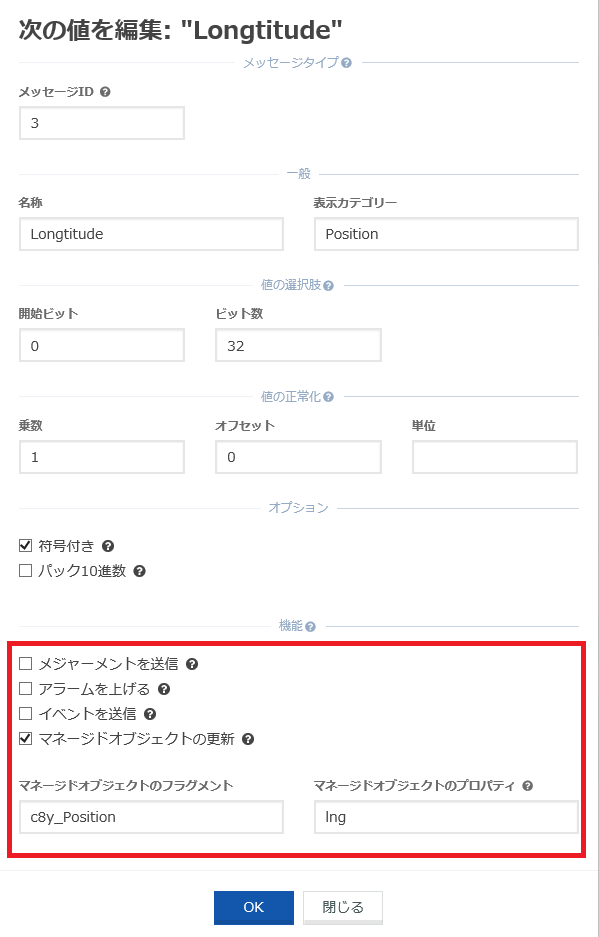 次の値を編集: "Longtitude"
メッセージタイプ
メッセージID
3
一般
名称 表示カテゴリー
Longtitude Position
値の選択肢
開始ビット ビット数
0 32
値の正常化
乗数 オフセット 単位
1 0
オプション
符号付き
パック10進数
機能
メジャーメントを送信
アラームを上げる
イベントを送信
マネージドオブジェクトの更新
マネージドオブジェクトのフラグメント マネージドオブジェクトのプロパティ
c8y_Position lng
OK 閉じる